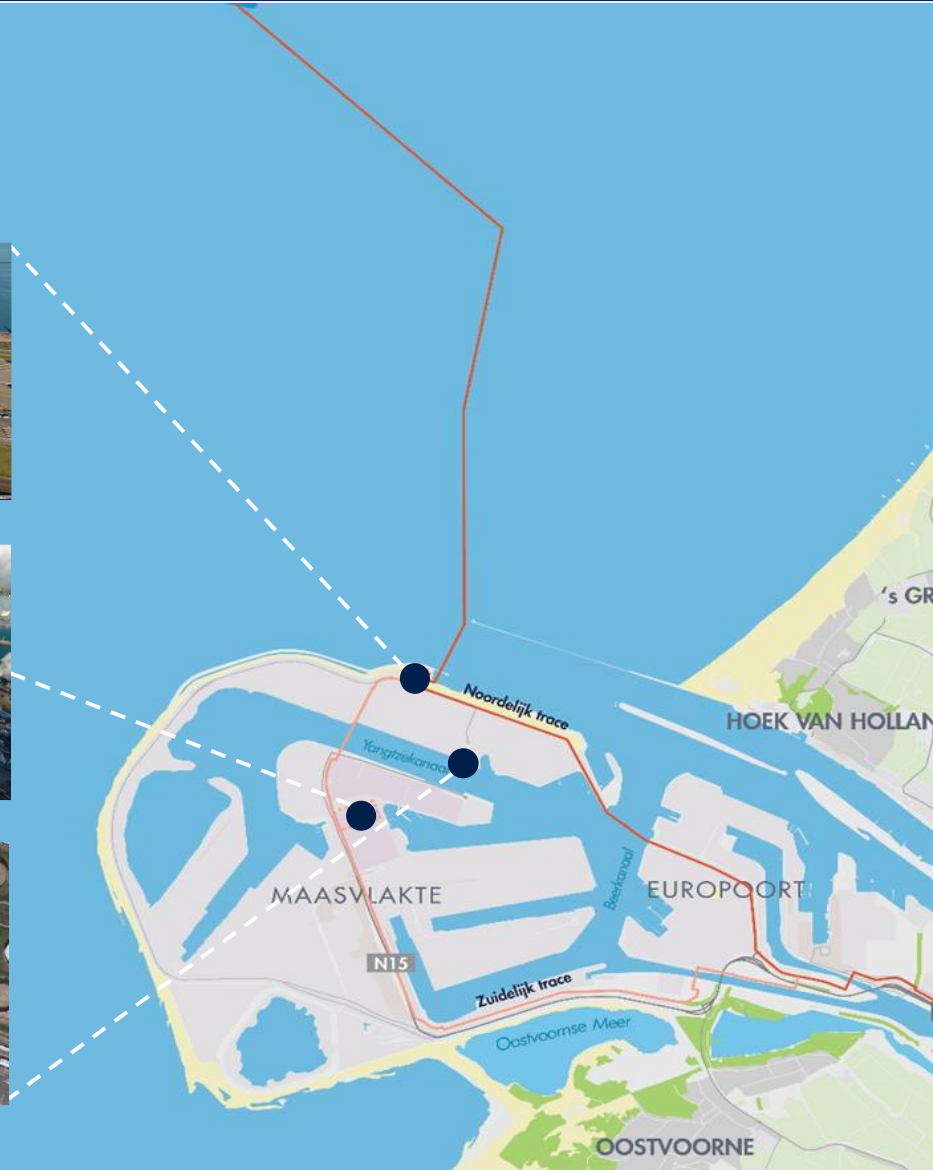 's GR
Noordelijk trace
HOEK VAN HOLLAN
Yangtzekanaal
MAASVLAKTE
Beerkanaal
EUROPOORT
N15
Zuidelijk trace
Oostvoornse Meer
OOSTVOORNE